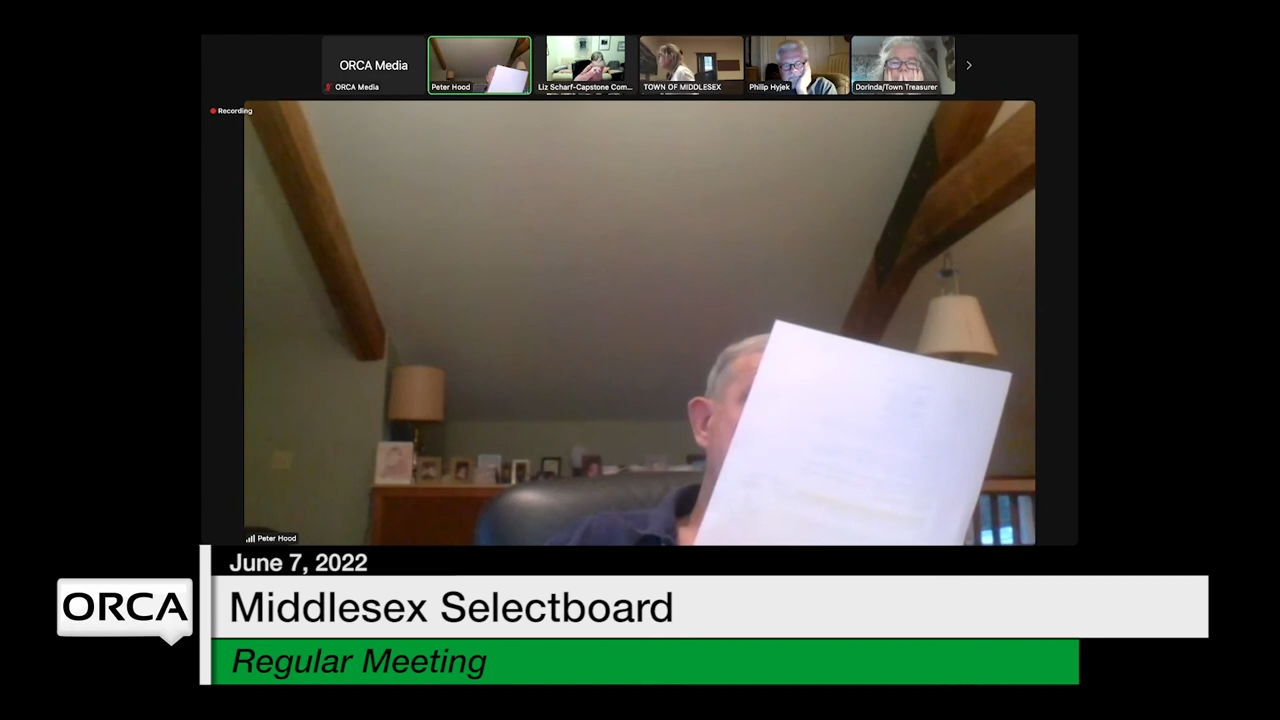 ORCA Media
ORCA Media
Peter Hood
Liz Scharf-Capstone Com...
TOWN OF MIDDLESEX
Philip Hyjek
Dorinda/Town Treasurer
Recording
Peter Hood
June 7, 2022
ORCA
Middlesex Selectboard
Regular Meeting